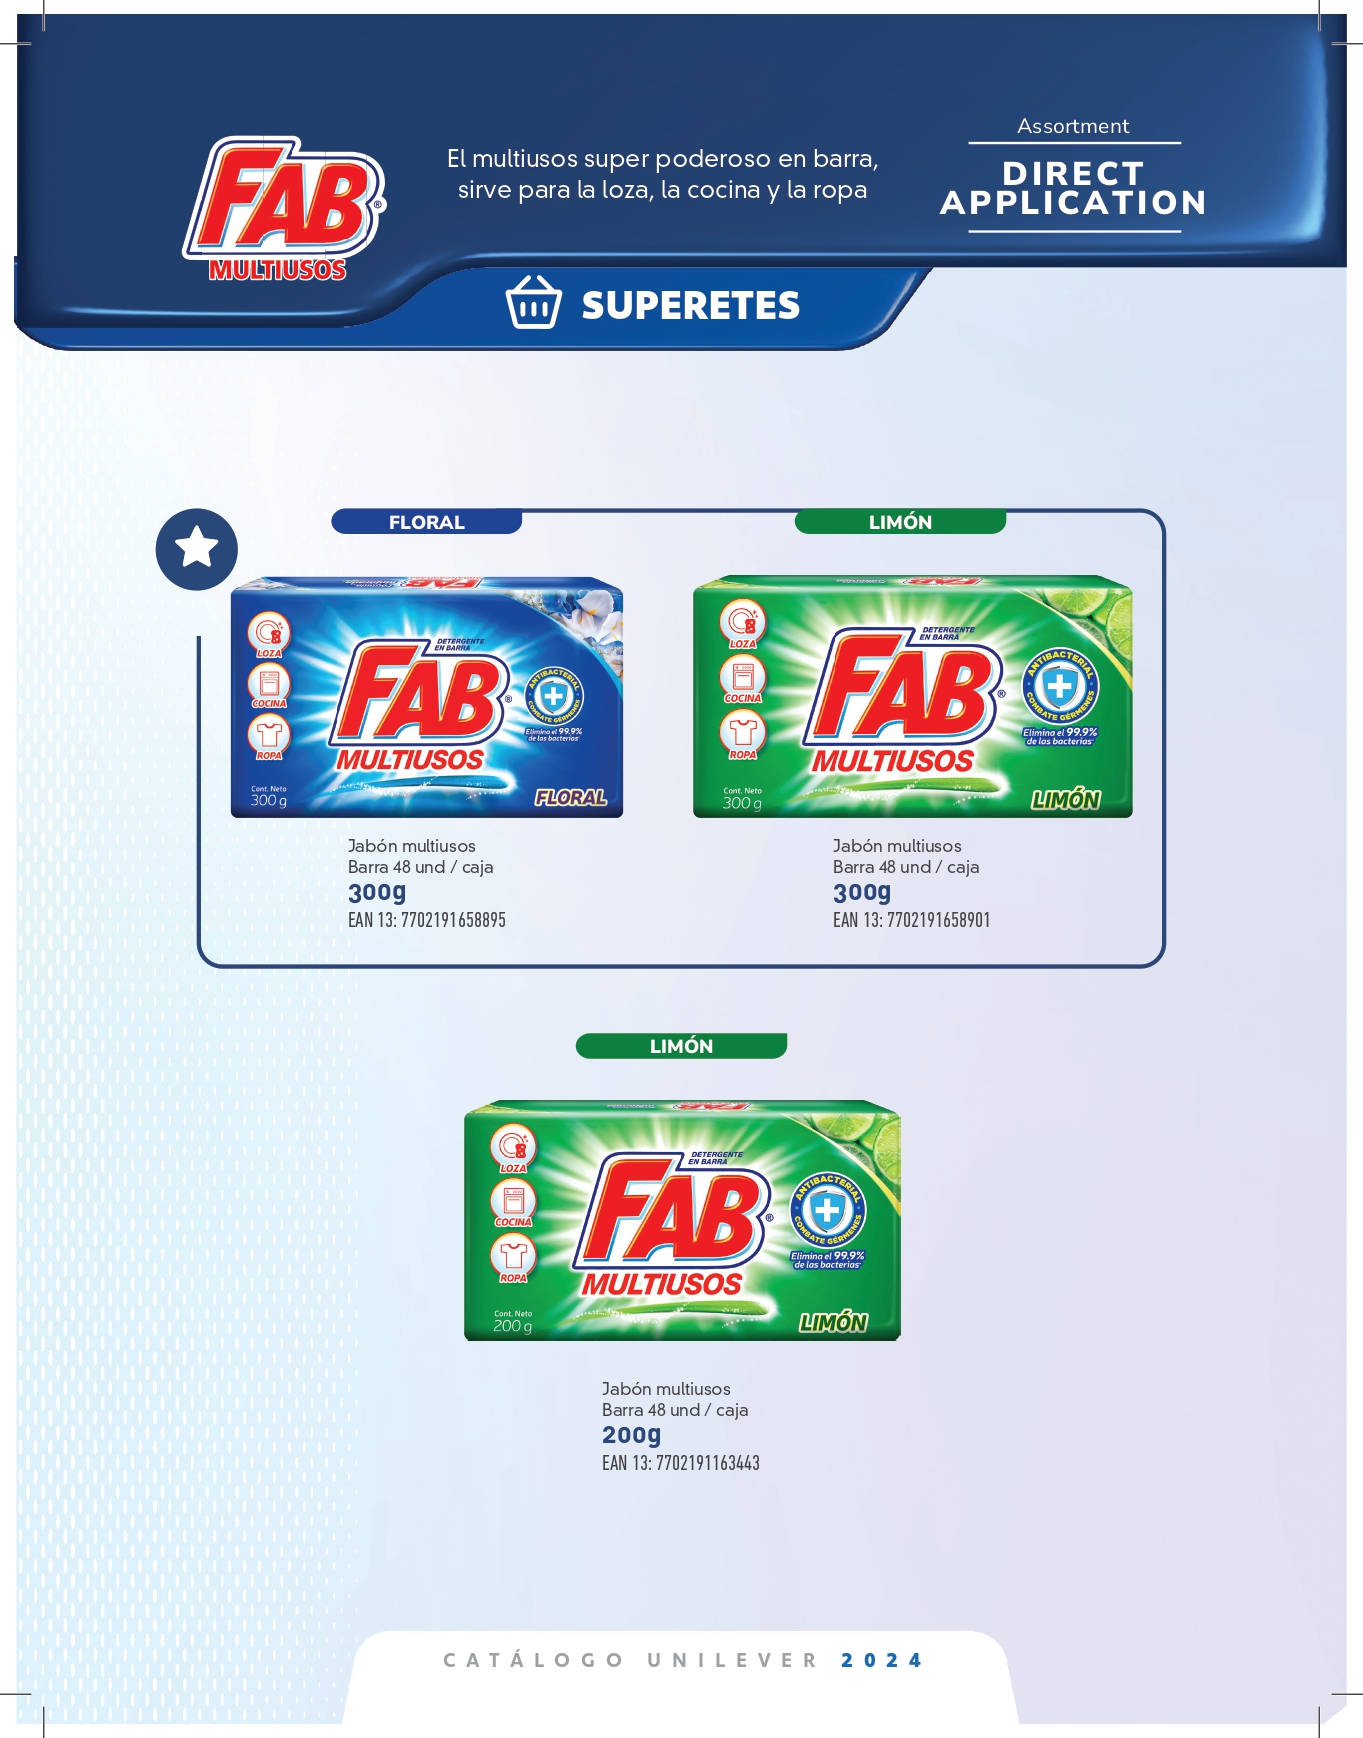 FAB®
MULTIUSOS
El multiusos super poderoso en barra,
sirve para la loza, la cocina y la ropa
Assortment
DIRECT
APPLICATION
SUPERETES
FLORAL
LOZA
COCINA
ROPA
DETERGENTE
EN BARRA
FAB®
MULTIUSOS
ANTIBACTERIAL
COMBATE GÉRMENES
Elimina el 99.9%
de las bacterias*
Cont. Neto
300 g
FLORAL
Jabón multiusos
Barra 48 und / caja
300g
EAN 13: 7702191658895
LIMÓN
LOZA
COCINA
ROPA
DETERGENTE
EN BARRA
FAB®
MULTIUSOS
ANTIBACTERIAL
COMBATE GÉRMENES
Elimina el 99.9%
de las bacterias*
Cont. Neto
300 g
LIMÓN
Jabón multiusos
Barra 48 und / caja
300g
EAN 13: 7702191658901
LIMÓN
LOZA
COCINA
ROPA
DETERGENTE
EN BARRA
FAB®
MULTIUSOS
ANTIBACTERIAL
COMBATE GÉRMENES
Elimina el 99.9%
de las bacterias*
Cont. Neto
200 g
LIMÓN
Jabón multiusos
Barra 48 und / caja
200g
EAN 13: 7702191163443
CATÁLOGO UNILEVER 2024